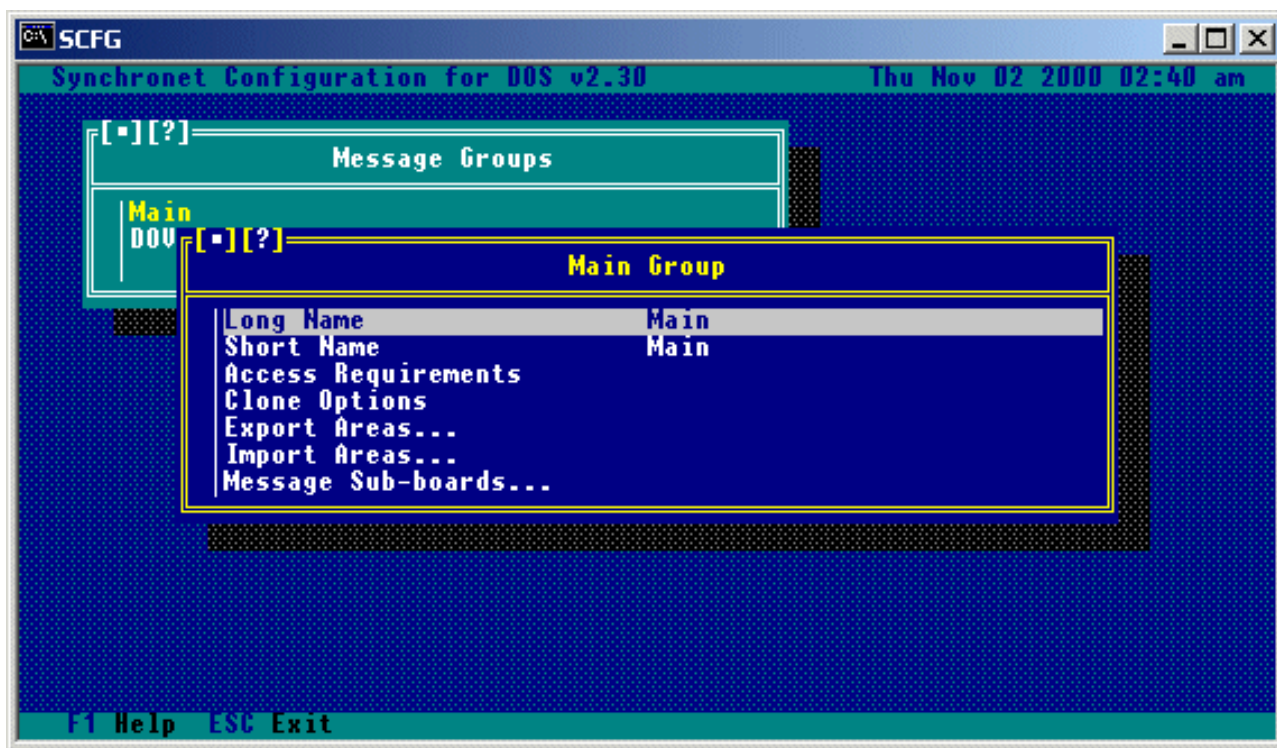 SCFG
Synchronet Configuration for DOS v2.30 Thu Nov 02 2000 02:40 am
[▪][?]
Message Groups
Main
DOV
[▪][?]
Main Group
Long Name Main
Short Name Main
Access Requirements
Clone Options
Export Areas...
Import Areas...
Message Sub-boards...
F1 Help ESC Exit